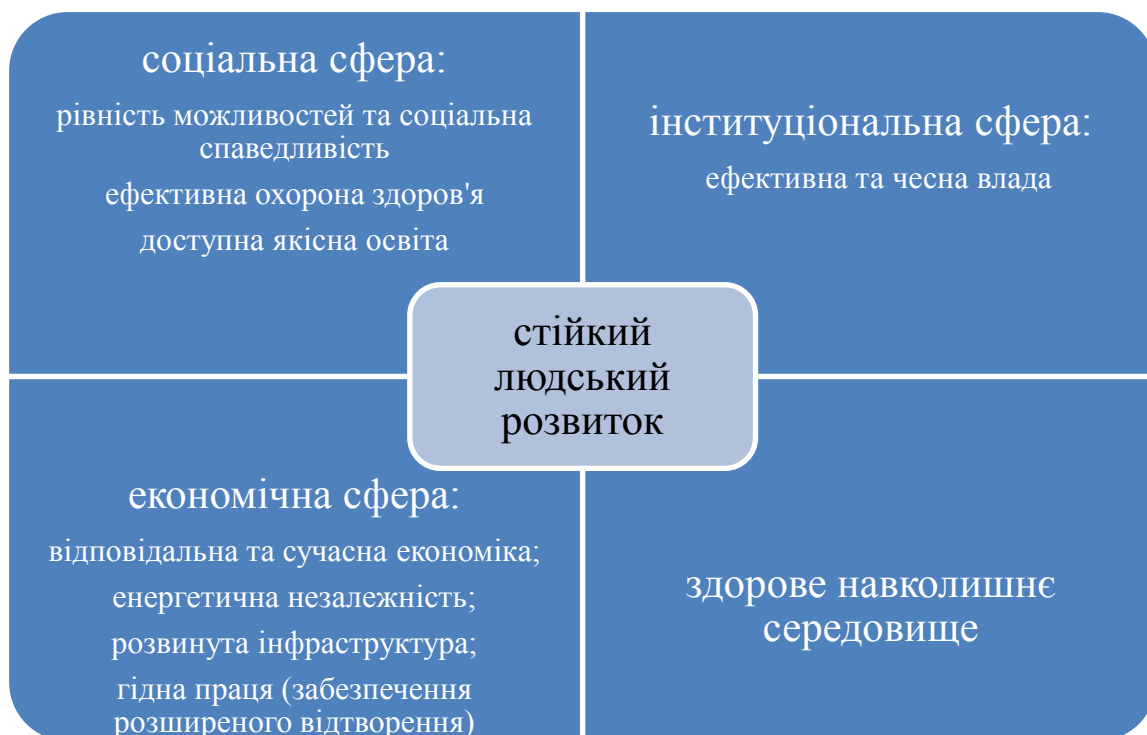 соціальна сфера:
рівність можливостей та соціальна
спаведливість
ефективна охорона здоров'я
доступна якісна освіта
інституціональна сфера:
ефективна та чесна влада
стійкий
людський
розвиток
економічна сфера:
відповідальна та сучасна економіка;
енергетична незалежність;
розвинута інфраструктура;
гідна праця (забезпечення
розширеного відтворення)
здорове навколишнє
середовище